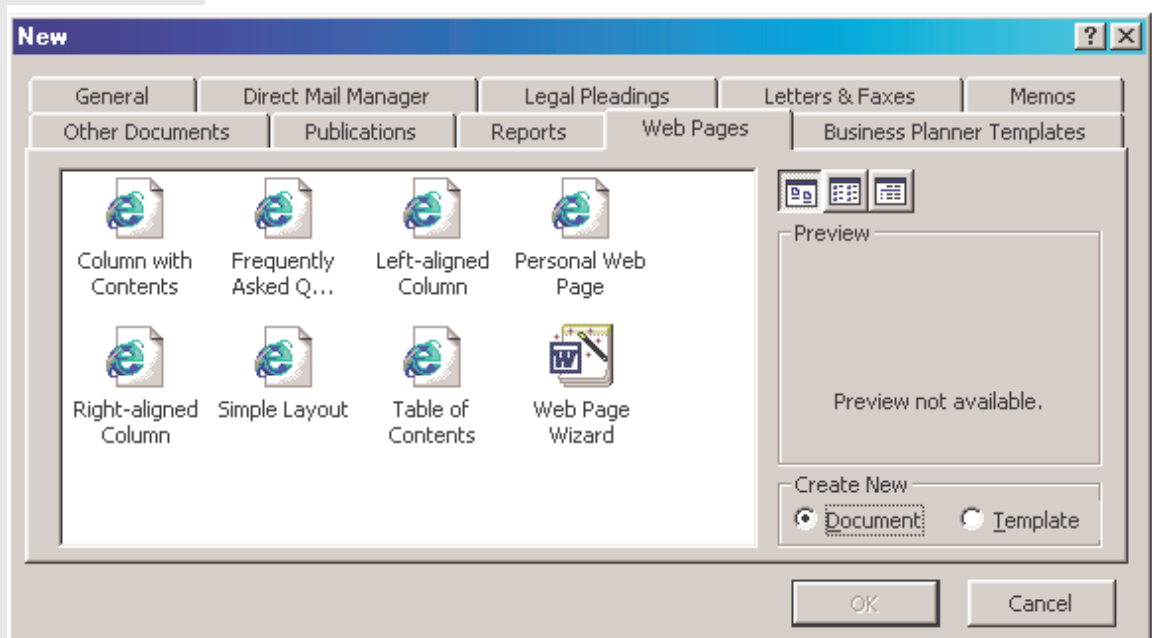 New
General Direct Mail Manager Legal Pleadings Letters & Faxes Memos
Other Documents Publications Reports Web Pages Business Planner Templates
Column with Contents
Frequently Asked Q...
Left-aligned Column
Personal Web Page
Right-aligned Column
Simple Layout
Table of Contents
Web Page Wizard
Preview
Preview not available.
Create New
Document Template
OK Cancel